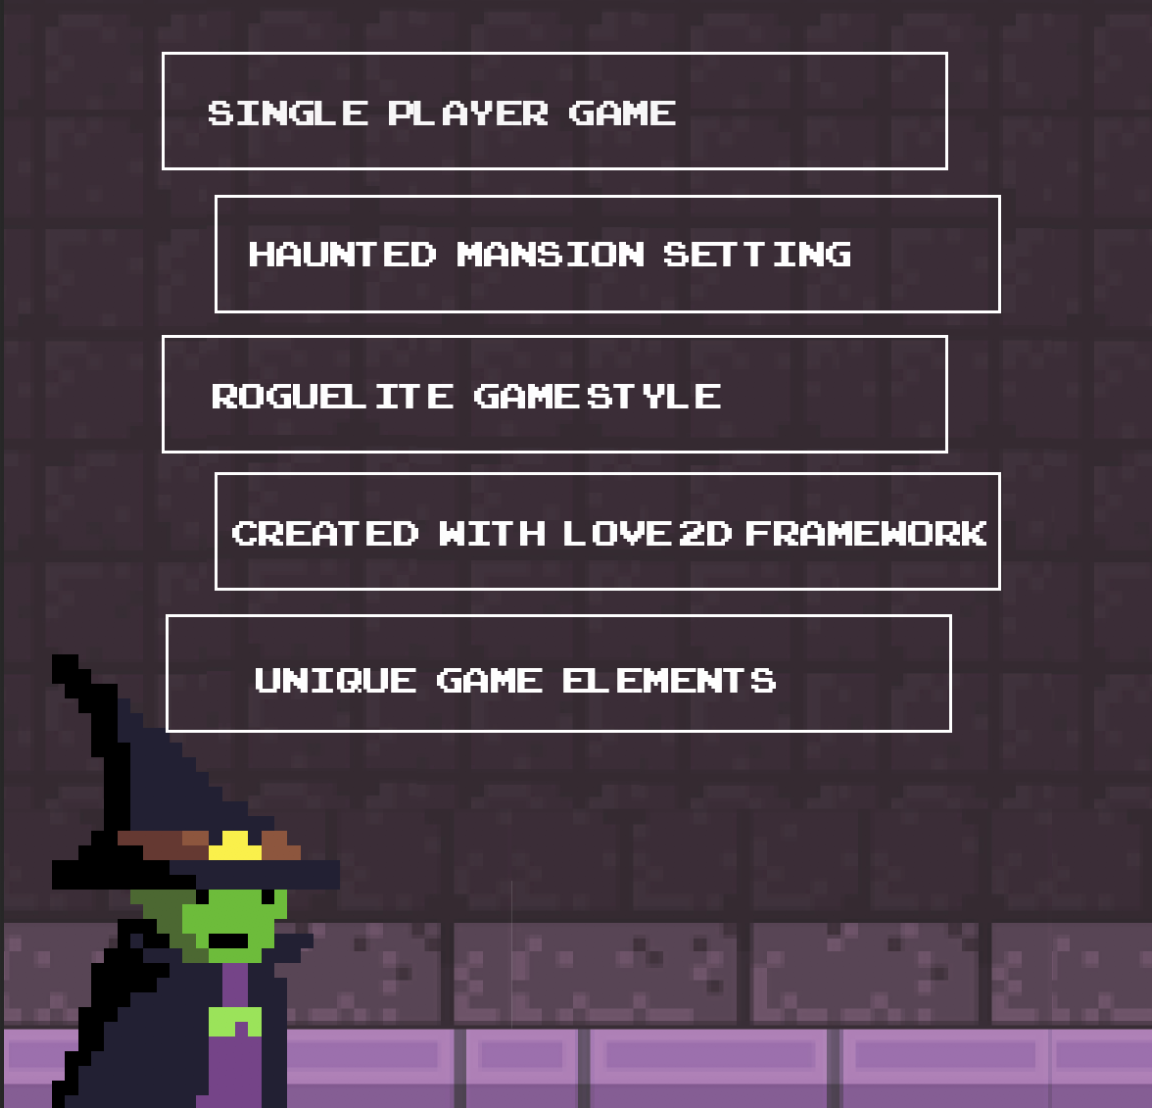 SINGLE PLAYER GAME
HAUNTED MANSION SETTING
ROGUELITE GAMESTYLE
CREATED WITH LOVE2D FRAMEWORK
UNIQUE GAME ELEMENTS